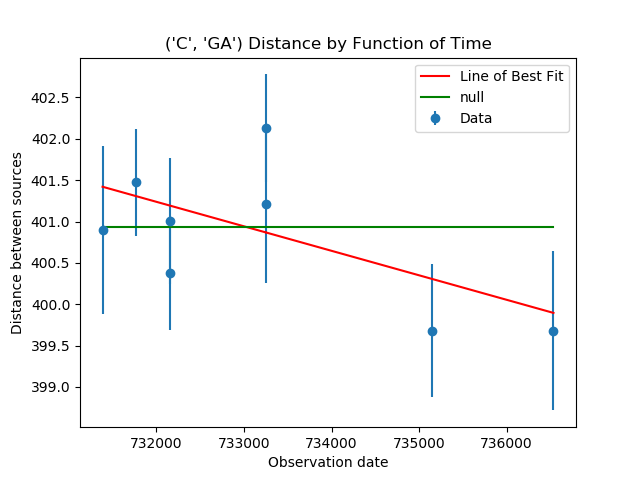 ('C', 'GA') Distance by Function of Time
Line of Best Fit
null
Data
Distance between sources
402.5
402.0
401.5
401.0
400.5
400.0
399.5
399.0
732000 733000 734000 735000 736000
Observation date